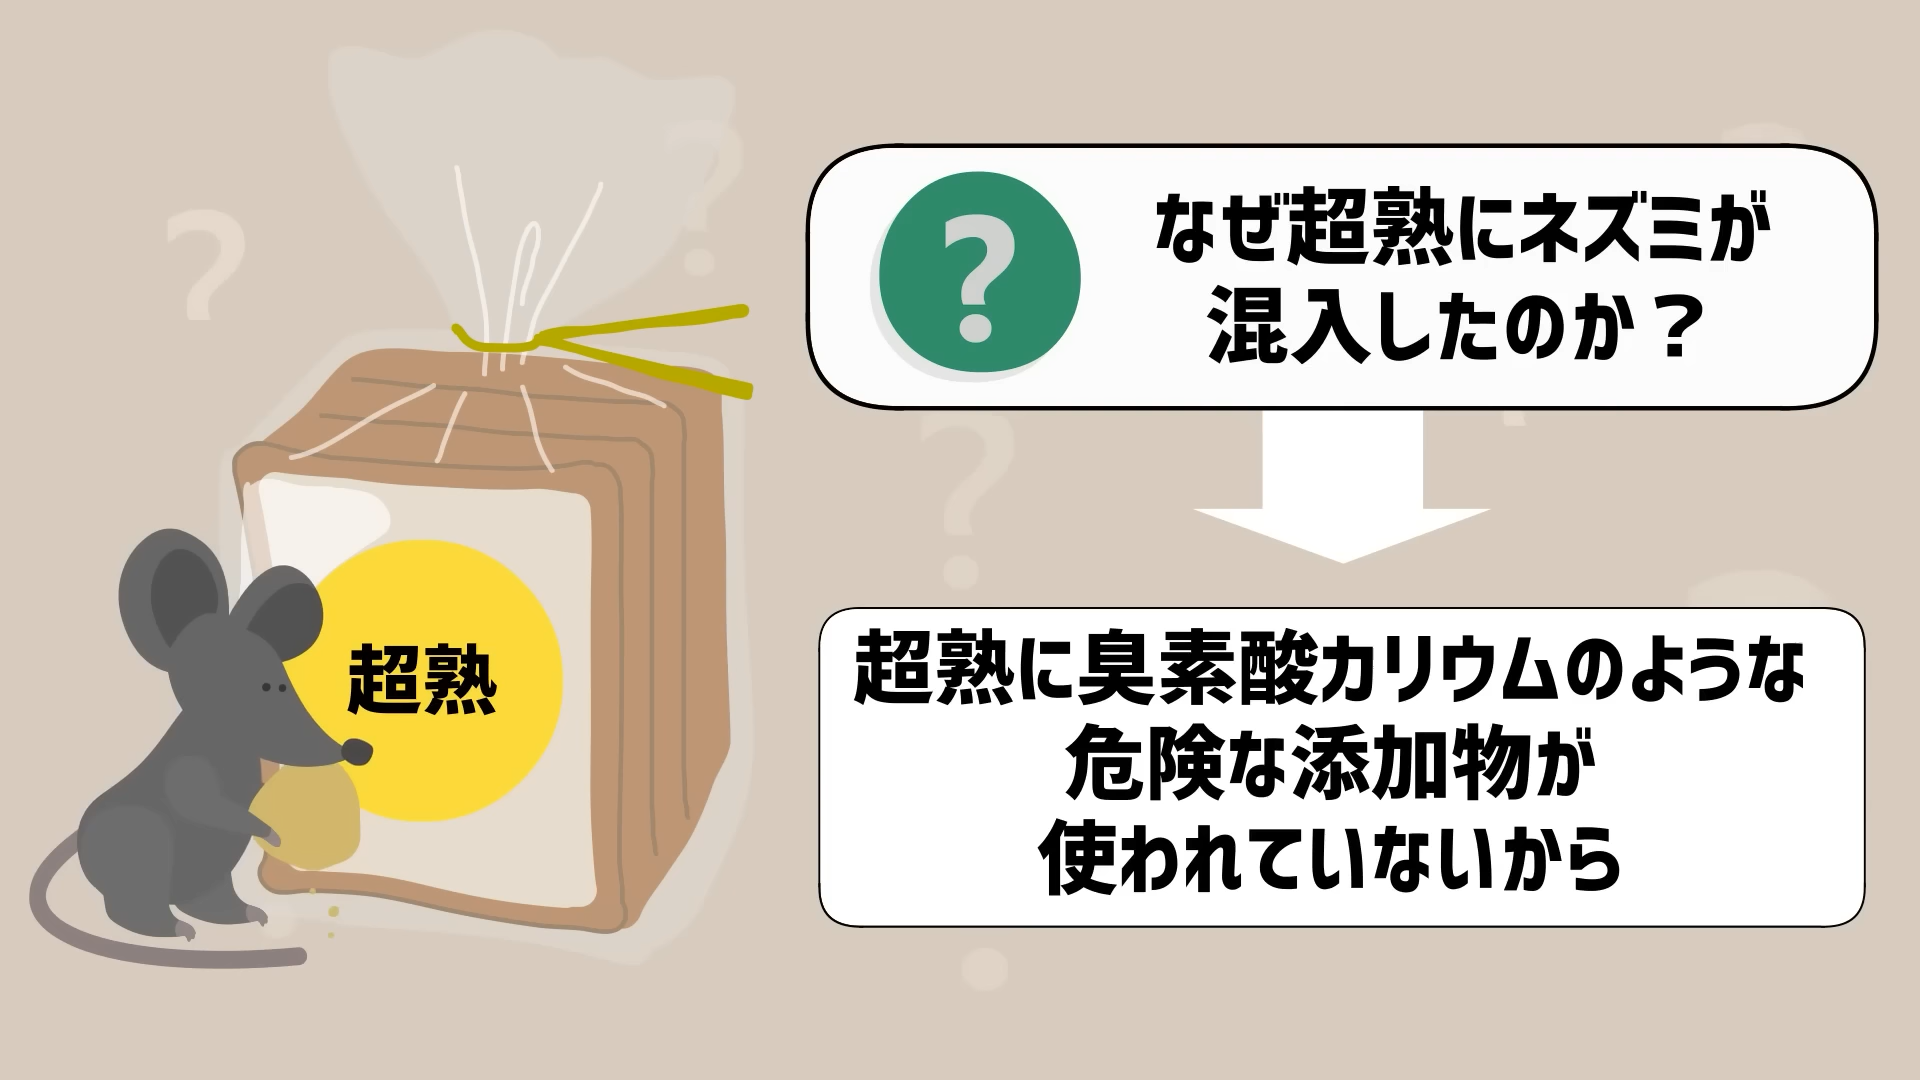 なぜ超熟にネズミが
混入したのか？
超熟
超熟に臭素酸カリウムのような
危険な添加物が
使われていないから